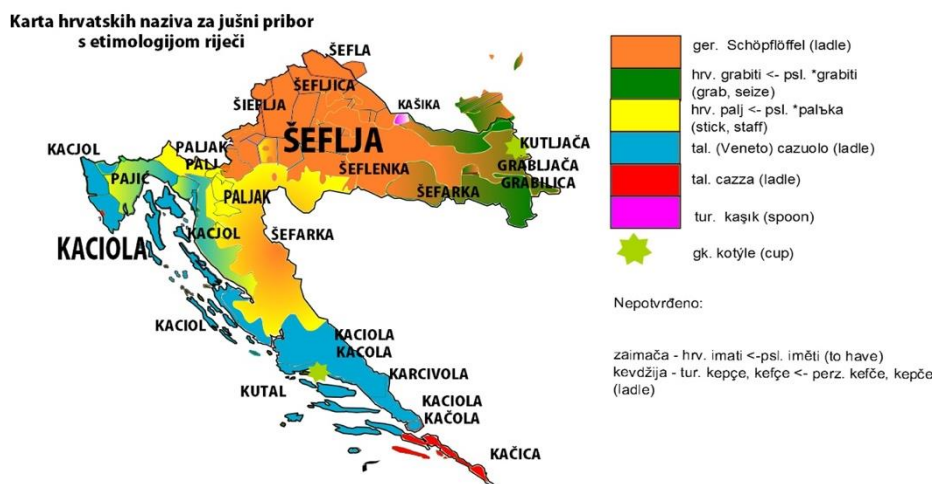 Karta hrvatskih naziva za jušni pribor
s etimologijom riječi
ŠEFLA
ŠEFLJICA
ŠIEFLJA
KAŠIKA
ŠEFLJA
KUTLJAČA
PALJAK
KACJOL
PALJ
ŠEFLENKA
GRABLJAČA
PAJIĆ
GRABILICA
PALJAK
ŠEFARKA
KACJOL
ŠEFARKA
KACIOLA
KACIOL
KACIOLA
KACOLA
KARCIVOLA
KUTAL
KACIOLA
KAČOLA
KAČICA
ger. Schöpflöffel (ladle)
hrv. grabiti <- psl. *grabiti
(grab, seize)
hrv. palj <- psl. *palъka
(stick, staff)
tal. (Veneto) cazuolo (ladle)
tal. cazza (ladle)
tur. kaşık (spoon)
gk. kotýle (cup)
Nepotvrđeno:
zaimača - hrv. imati <-psl. iměti (to have)
kevdžija - tur. kepçe, kefçe <- perz. kefče, kepče
(ladle)